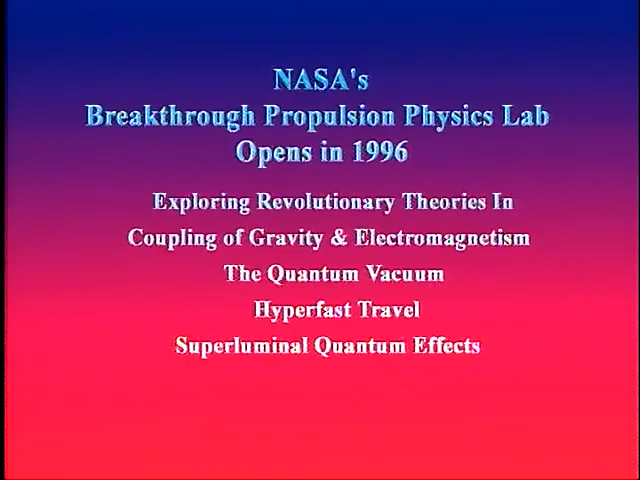 NASA's
Breakthrough Propulsion Physics Lab
Opens in 1996
Exploring Revolutionary Theories In
Coupling of Gravity & Electromagnetism
The Quantum Vacuum
Hyperfast Travel
Superluminal Quantum Effects